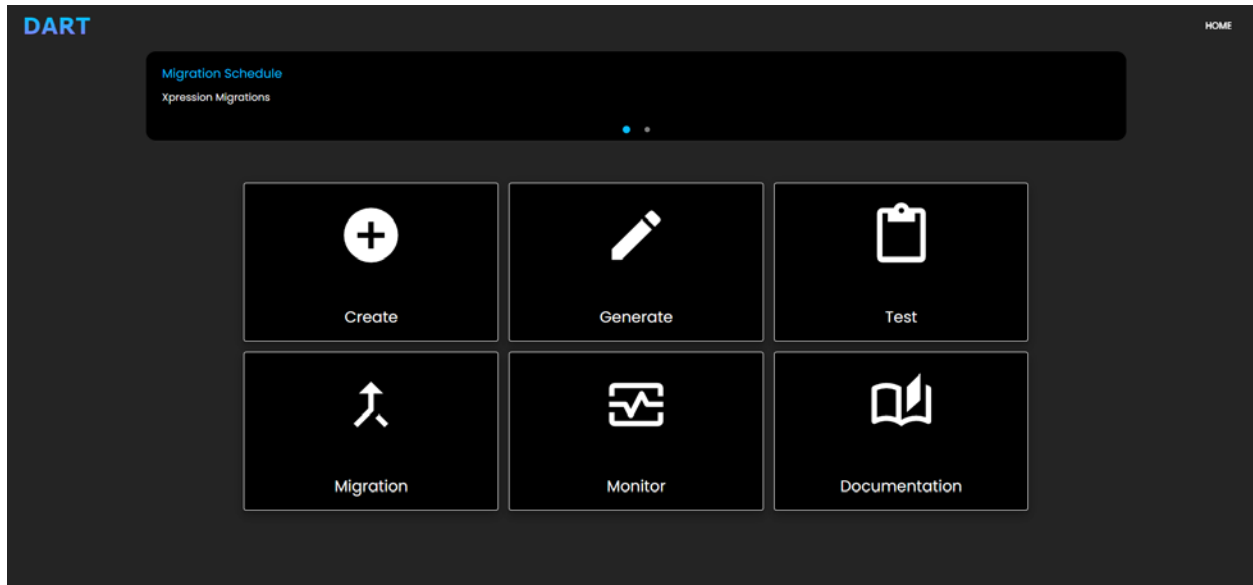 DART
HOME
Migration Schedule
Xpression Migrations
Create
Generate
Test
Migration
Monitor
Documentation